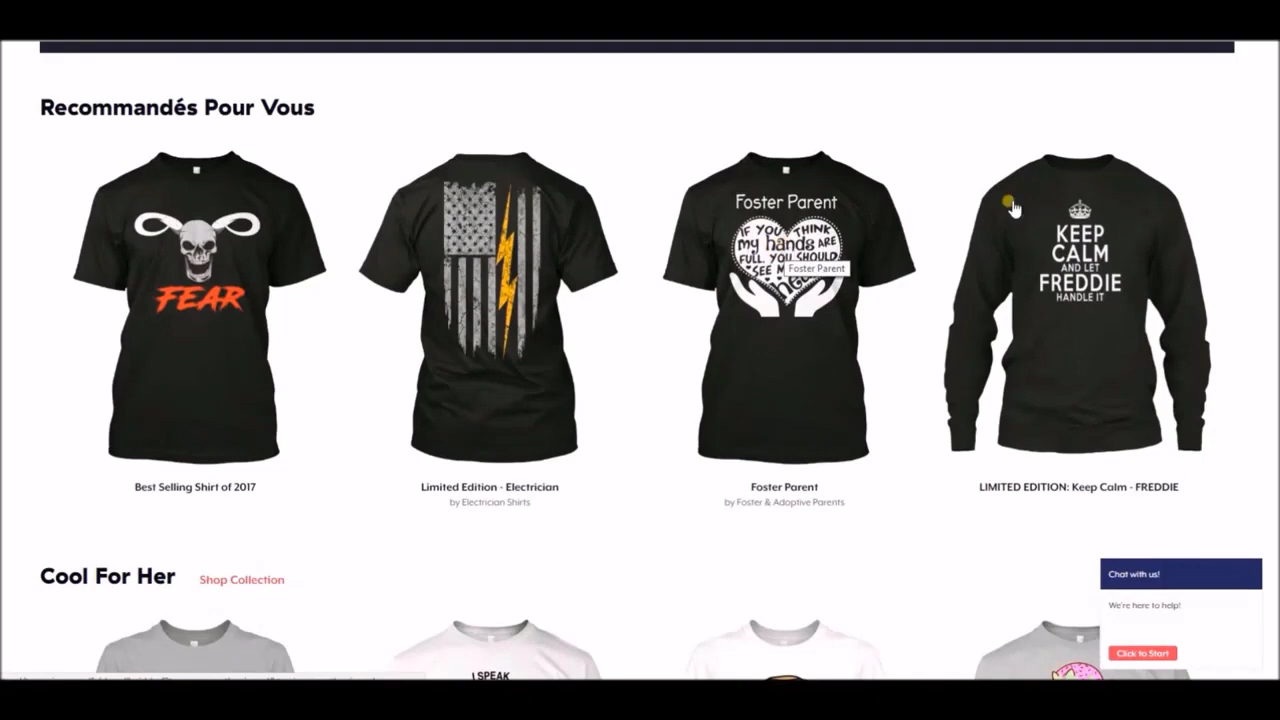 Recommandés Pour Vous
FEAR
Foster Parent
IF YOU THINK
my hands ARE
FULL. YOU SHOULD
SEE
Foster Parent
KEEP
CALM
AND LET
FREDDIE
HANDLE IT
Best Selling Shirt of 2017
Limited Edition - Electrician
by Electrician Shirts
Foster Parent
by Foster & Adoptive Parents
LIMITED EDITION: Keep Calm - FREDDIE
Cool For Her
Shop Collection
I SPEAK
Chat with us!
We're here to help!
Click to Start